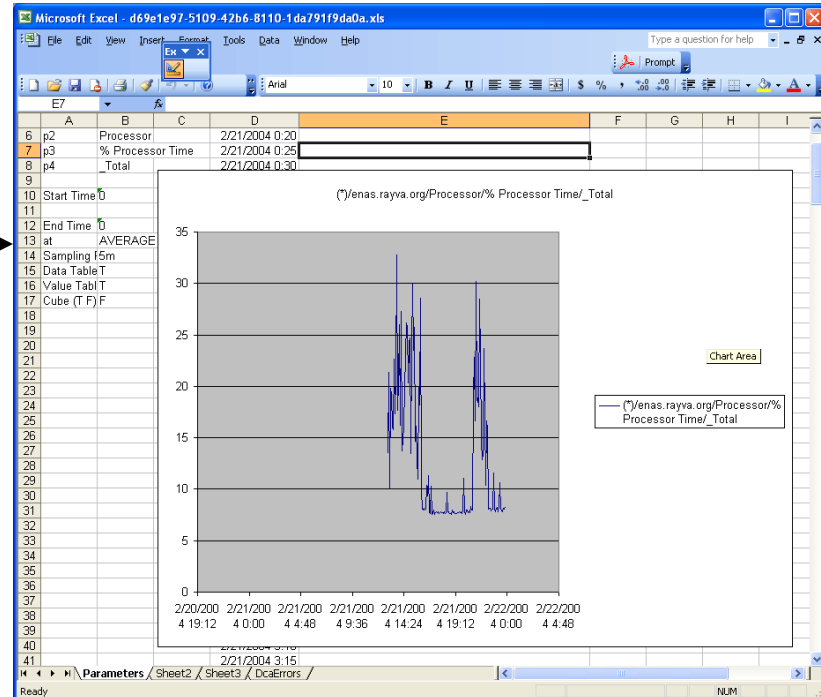 Microsoft Excel - d69e1e97-5109-42b6-8110-1da791f9da0a.xls
File Edit View Insert Format Tools Data Window Help
Type a question for help
Ex
Prompt
Arial 10 B I U $ % ,
E7 fx
A B C D E F G H I
6 p2 Processor 2/21/2004 0:20
7 p3 % Processor Time 2/21/2004 0:25
8 p4 _Total 2/21/2004 0:30
9
10 Start Time 0
11
12 End Time 0
13 at AVERAGE
14 Sampling 5m
15 Data Table T
16 Value Tabl T
17 Cube (T F) F
18
19
20
21
22
23
24
25
26
27
28
29
30
31
32
33
34
35
36
37
38
39
40
41 2/21/2004 3:15
(*)/enas.rayva.org/Processor/% Processor Time/_Total
35
30
25
20
15
10
5
0
2/20/200 2/21/200 2/21/200 2/21/200 2/21/200 2/21/200 2/22/200 2/22/200
4 19:12 4 0:00 4 4:48 4 9:36 4 14:24 4 19:12 4 0:00 4 4:48
Chart Area
(*)/enas.rayva.org/Processor/%
Processor Time/_Total
Parameters Sheet2 Sheet3 DcaErrors
Ready NUM